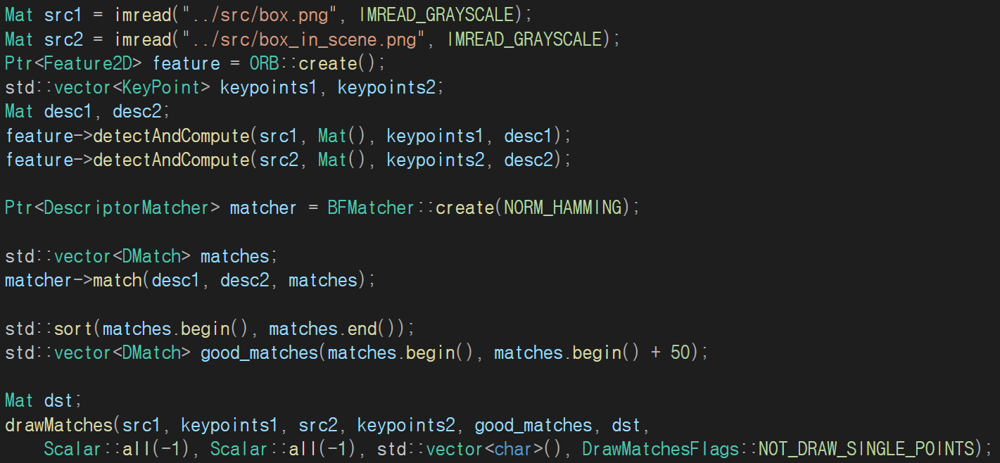 Mat src1 = imread("../src/box.png", IMREAD_GRAYSCALE);
Mat src2 = imread("../src/box_in_scene.png", IMREAD_GRAYSCALE);
Ptr<Feature2D> feature = ORB::create();
std::vector<KeyPoint> keypoints1, keypoints2;
Mat desc1, desc2;
feature->detectAndCompute(src1, Mat(), keypoints1, desc1);
feature->detectAndCompute(src2, Mat(), keypoints2, desc2);
Ptr<DescriptorMatcher> matcher = BFMatcher::create(NORM_HAMMING);
std::vector<DMatch> matches;
matcher->match(desc1, desc2, matches);
std::sort(matches.begin(), matches.end());
std::vector<DMatch> good_matches(matches.begin(), matches.begin() + 50);
Mat dst;
drawMatches(src1, keypoints1, src2, keypoints2, good_matches, dst,
Scalar::all(-1), Scalar::all(-1), std::vector<char>(), DrawMatchesFlags::NOT_DRAW_SINGLE_POINTS);